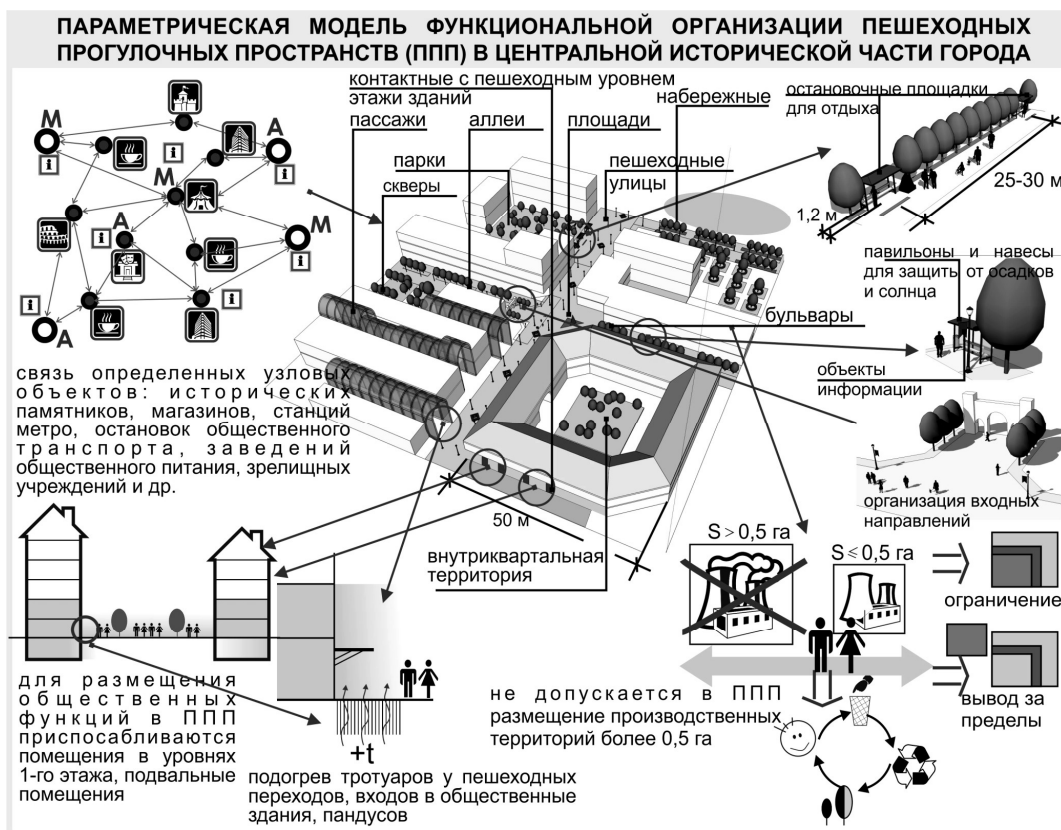 ПАРАМЕТРИЧЕСКАЯ МОДЕЛЬ ФУНКЦИОНАЛЬНОЙ ОРГАНИЗАЦИИ ПЕШЕХОДНЫХ
ПРОГУЛОЧНЫХ ПРОСТРАНСТВ (ППП) В ЦЕНТРАЛЬНОЙ ИСТОРИЧЕСКОЙ ЧАСТИ ГОРОДА
М
А
М
А
М
А
i
i
i
i
i
i
i
связь определенных узловых
объектов: исторических
памятников, магазинов, станций
метро, остановок общественного
транспорта, заведений
общественного питания, зрелищных
учреждений и др.
контактные с пешеходным уровнем
этажи зданий
пассажи
аллеи
парки
скверы
площади
набережные
пешеходные
улицы
бульвары
50 м
внутриквартальная
территория
остановочные площадки
для отдыха
25-30 м
1,2 м
павильоны и навесы
для защить от осадков
и солнца
объекты
информации
организация входных
направлений
для размещения
общественных
функций в ППП
приспосабливаются
помещения в уровнях
1-го этажа, подвальные
помещения
+t
подогрев тротуаров у пешеходных
переходов, входов в общественные
здания, пандусов
S > 0,5 га
S ≤ 0,5 га
не допускается в ППП
размещение производственных
территорий более 0,5 га
ограничение
вывод за
пределы